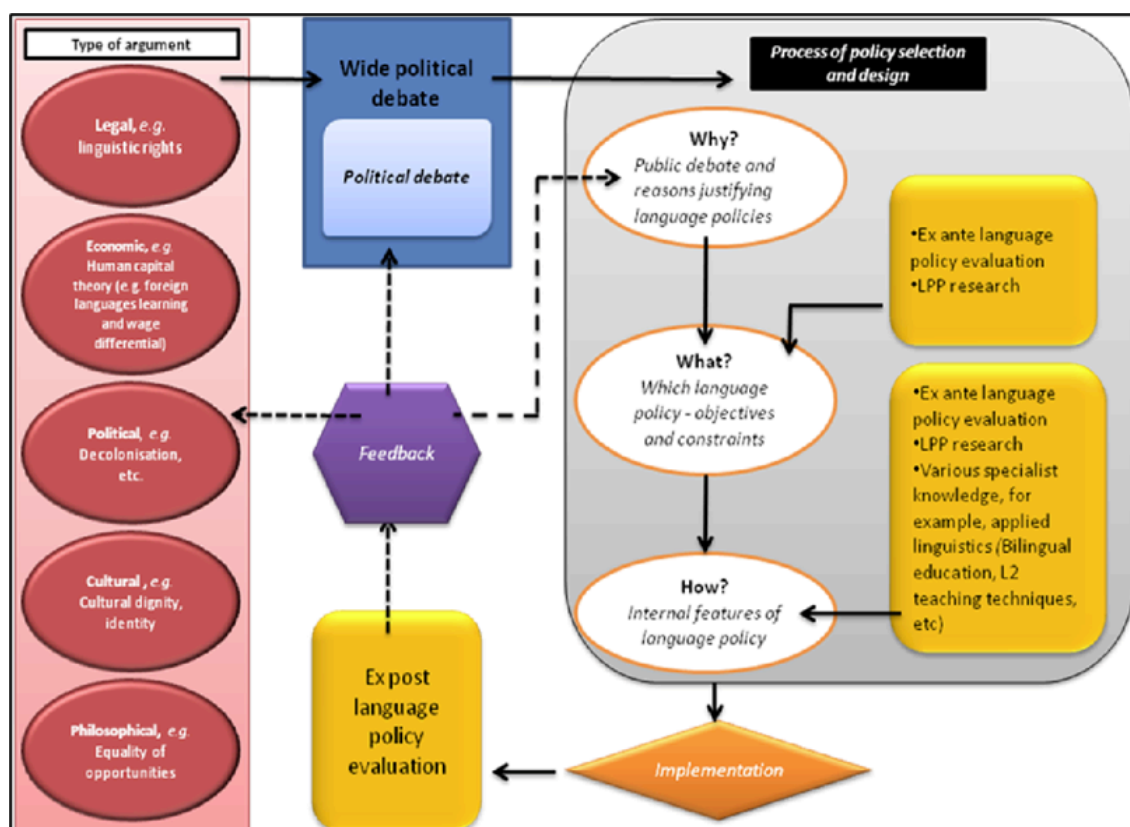 Type of argument
Legal, e.g.
linguistic rights
Economic, e.g.
Human capital
theory (e.g. foreign
languages learning
and wage
differential)
Political, e.g.
Decolonisation,
etc.
Cultural , e.g.
Cultural dignity,
identity
Philosophical, e.g.
Equality of
opportunities
Wide political
debate
Political debate
Feedback
Ex post
language
policy
evaluation
Process of policy selection
and design
Why?
Public debate and
reasons justifying
language policies
What?
Which language
policy - objectives
and constraints
How?
Internal features of
language policy
•Ex ante language
policy evaluation
•LPP research
•Ex ante language
policy evaluation
•LPP research
•Various specialist
knowledge, for
example, applied
linguistics (Bilingual
education, L2
teaching techniques,
etc)
Implementation